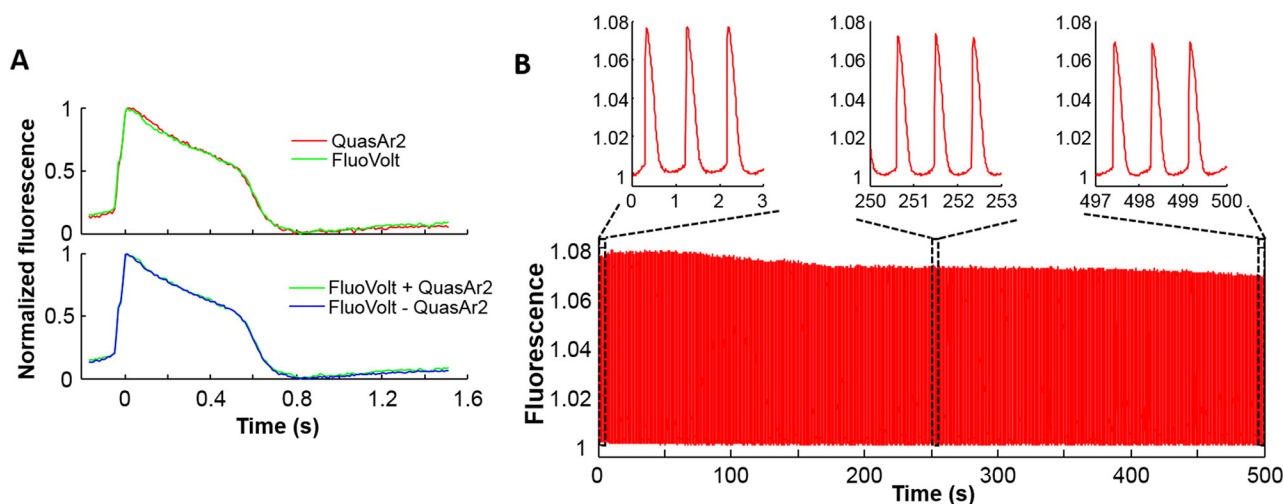 A
Normalized fluorescence
1
0.5
0
QuasAr2
FluoVolt
1
0.5
0
FluoVolt + QuasAr2
FluoVolt - QuasAr2
0 0.4 0.8 1.2 1.6
Time (s)
B
1.08
1.06
1.04
1.02
1
0 1 2 3
1.08
1.06
1.04
1.02
1
250 251 252 253
1.08
1.06
1.04
1.02
1
497 498 499 500
Fluorescence
1.08
1.06
1.04
1.02
1
0 100 200 300 400 500
Time (s)